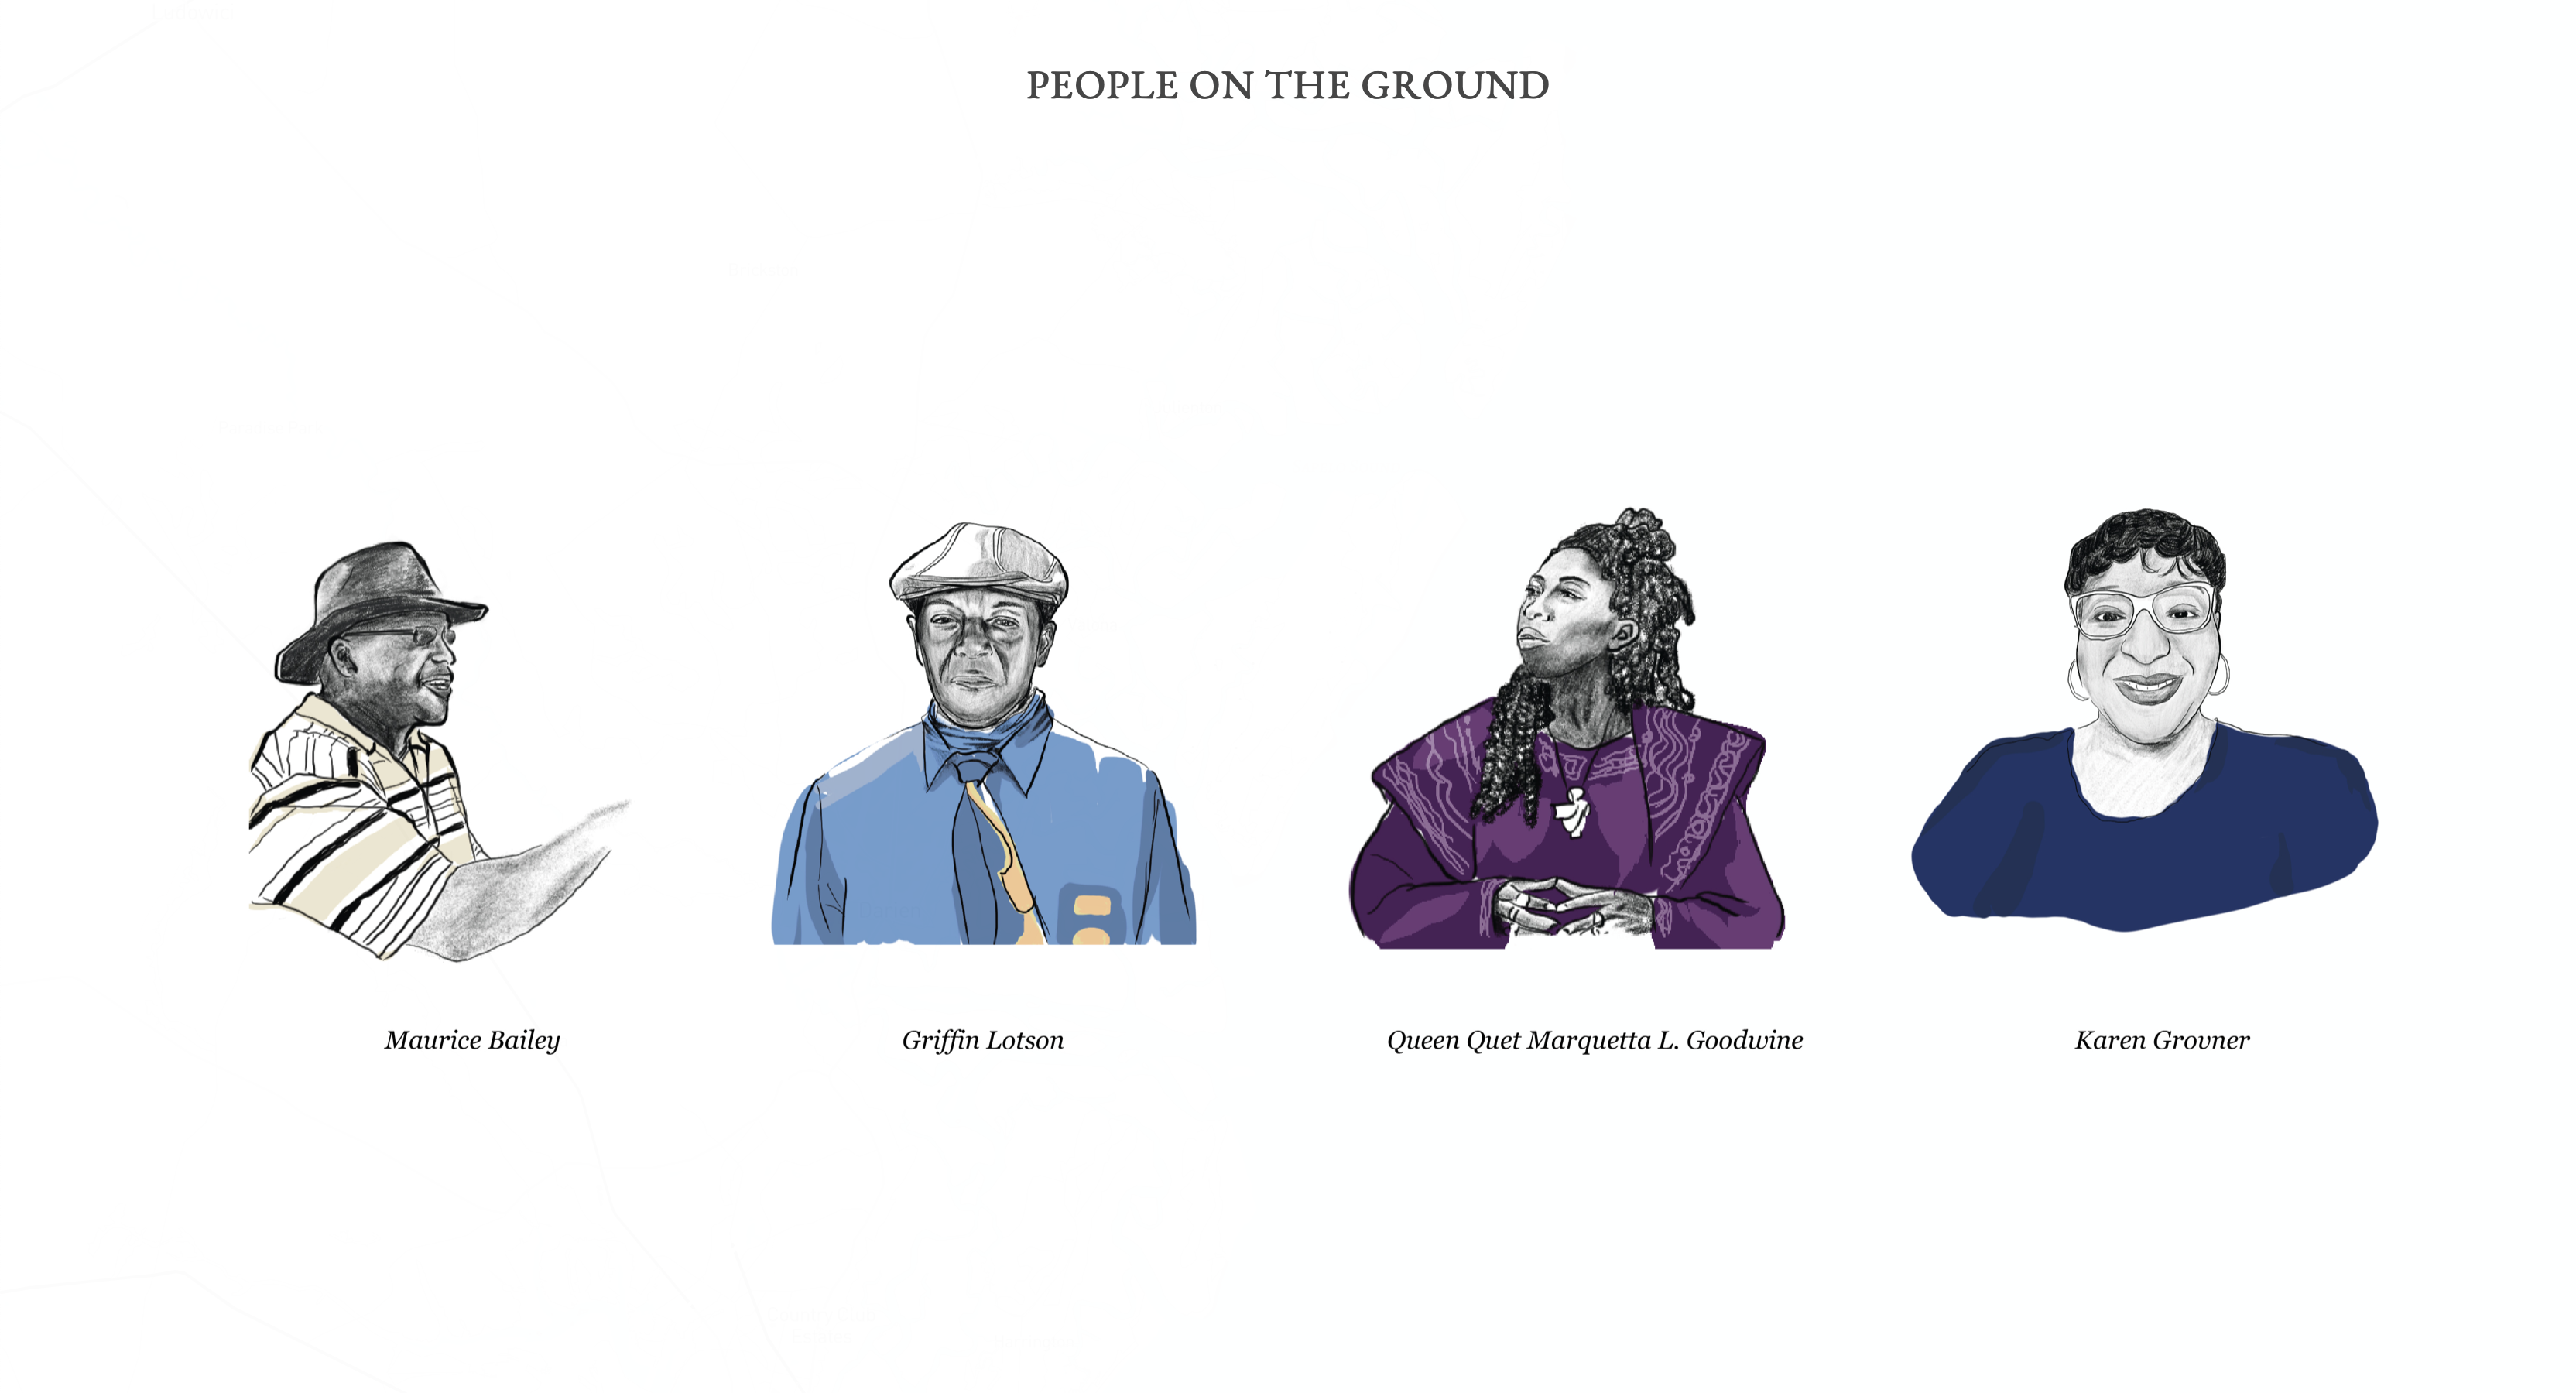 PEOPLE ON THE GROUND
Maurice Bailey
Griffin Lotson
Queen Quet Marquetta L. Goodwine
Karen Grovner